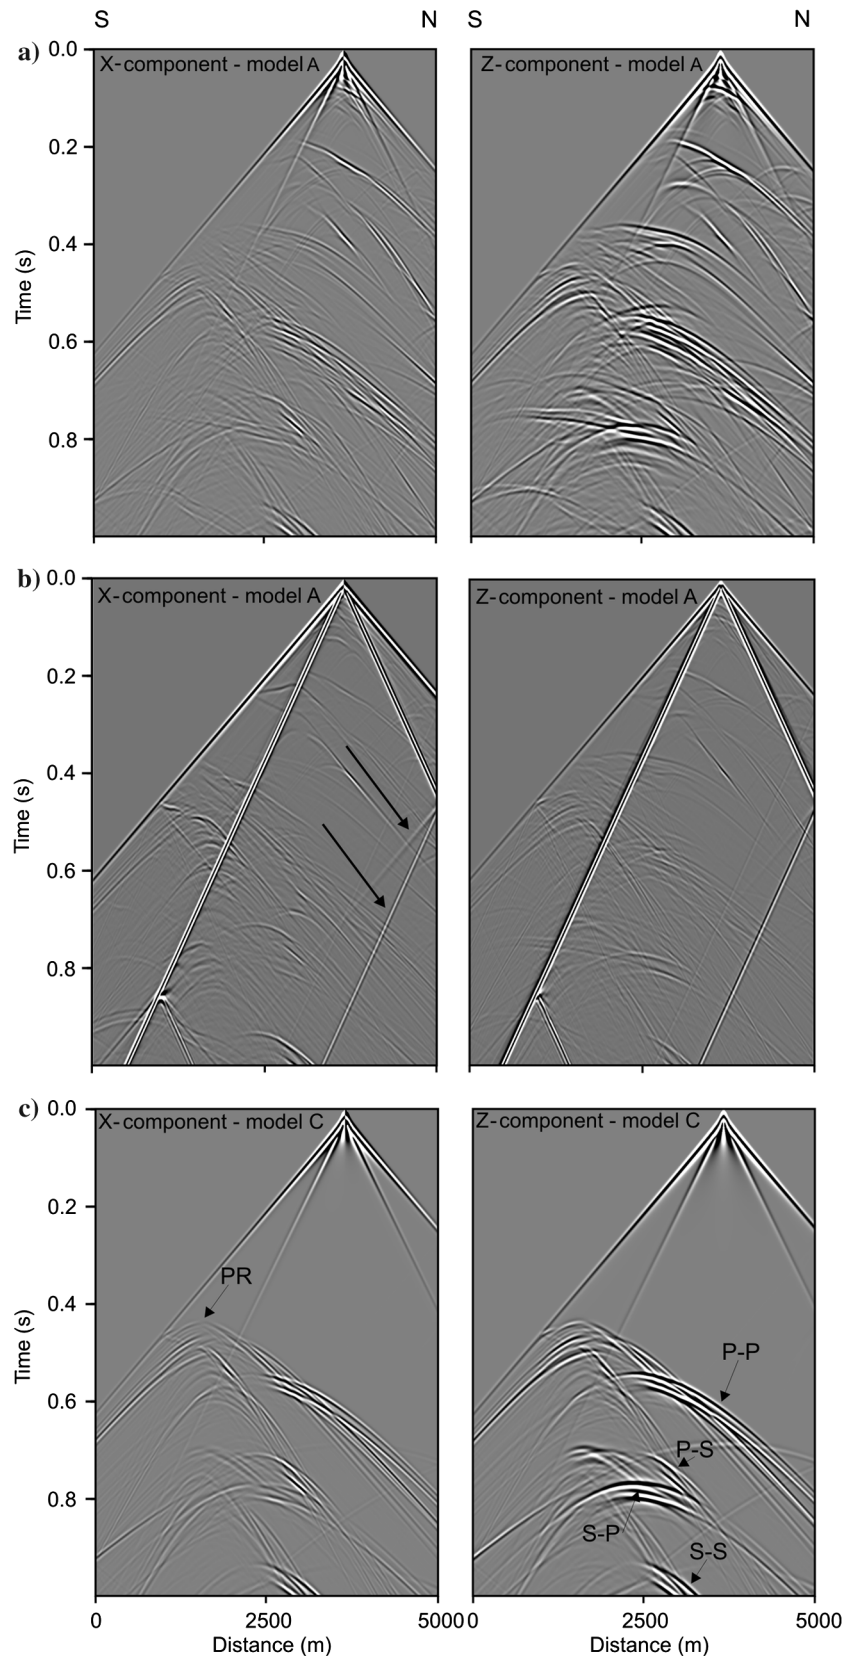 S N S N
a) 0.0 X-component - model A Z-component - model A
0.2
0.4
Time (s)
0.6
0.8
b) 0.0 X-component - model A Z-component - model A
0.2
0.4
Time (s)
0.6
0.8
c) 0.0 X-component - model C Z-component - model C
0.2
PR
0.4
Time (s)
P-P
0.6
P-S
0.8
S-P
S-S
0 2500 5000 0 2500 5000
Distance (m) Distance (m)